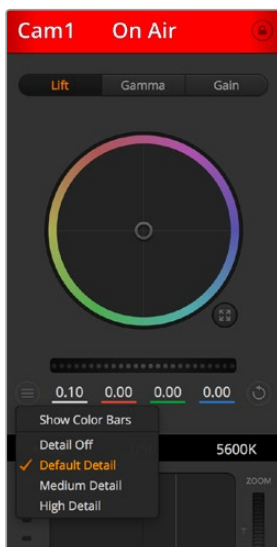 Cam1 On Air
Lift Gamma Gain
0.10 0.00 0.00 0.00
Show Color Bars
Detail Off
5600K
✓ Default Detail
Medium Detail
ZOOM
High Detail
T